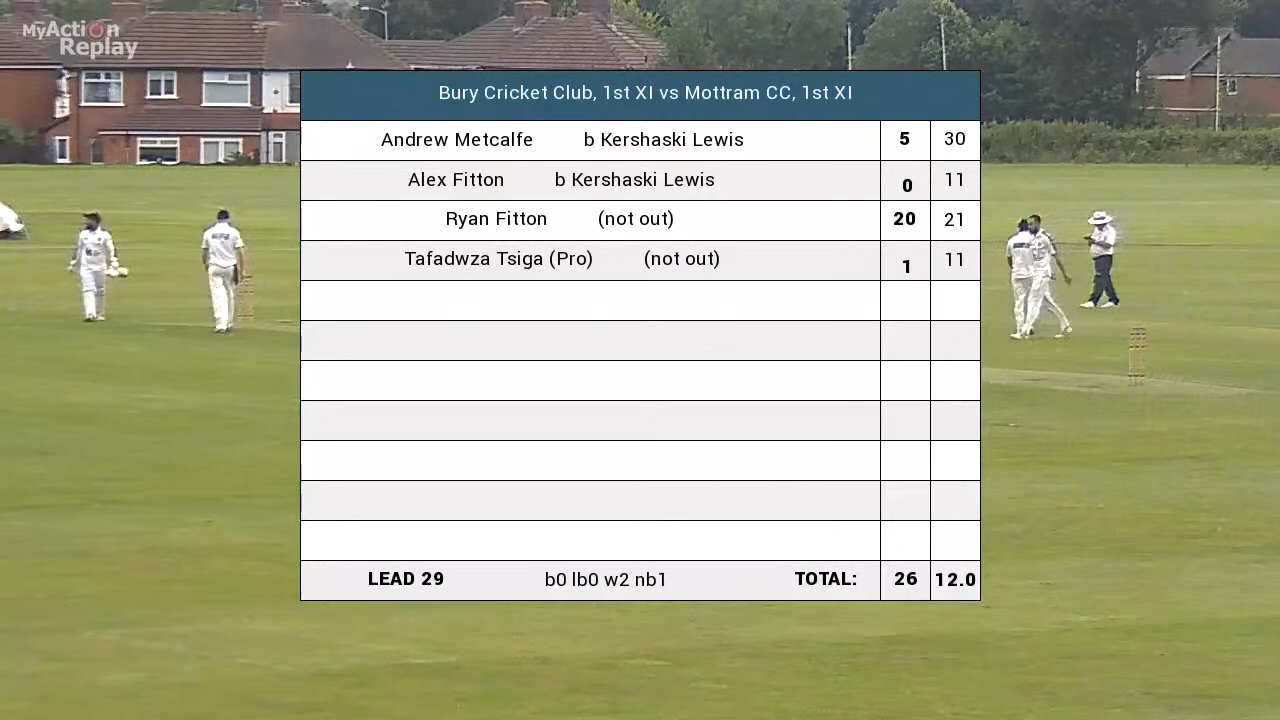 MyAction
Replay
Bury Cricket Club, 1st XI vs Mottram CC, 1st XI
Andrew Metcalfe b Kershaski Lewis 5 30
Alex Fitton b Kershaski Lewis 0 11
Ryan Fitton (not out) 20 21
Tafadwza Tsiga (Pro) (not out) 1 11
LEAD 29 b0 lb0 w2 nb1 TOTAL: 26 12.0